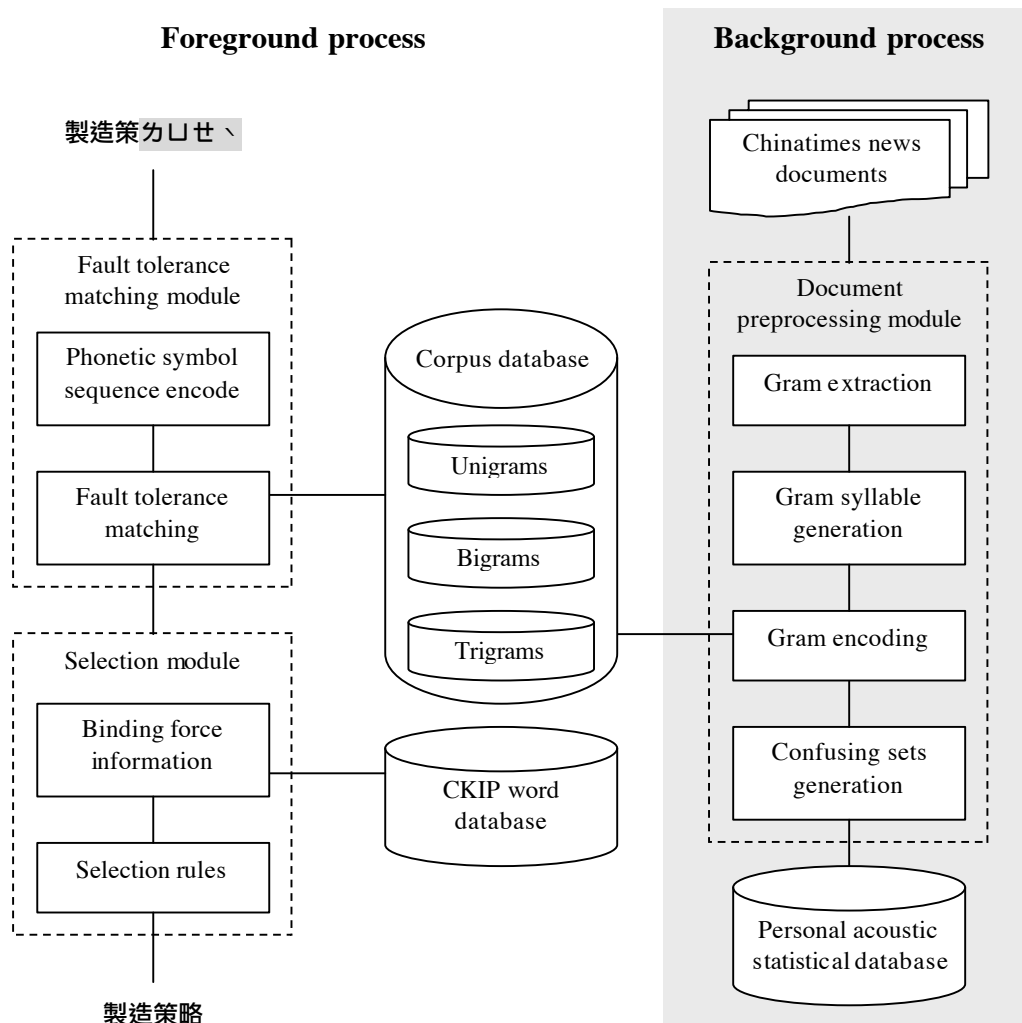 Foreground process
製造策ㄌㄩㄝˋ
Fault tolerance
matching module
Phonetic symbol
sequence encode
Fault tolerance
matching
Selection module
Binding force
information
Selection rules
製造策略
Corpus database
Unigrams
Bigrams
Trigrams
CKIP word
database
Background process
Chinatimes news
documents
Document
preprocessing module
Gram extraction
Gram syllable
generation
Gram encoding
Confusing sets
generation
Personal acoustic
statistical database